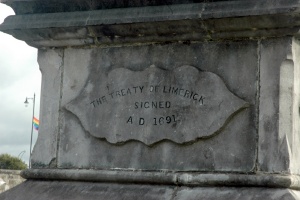 THE TREATY OF LIMERICK
SIGNED
A.D. 1691